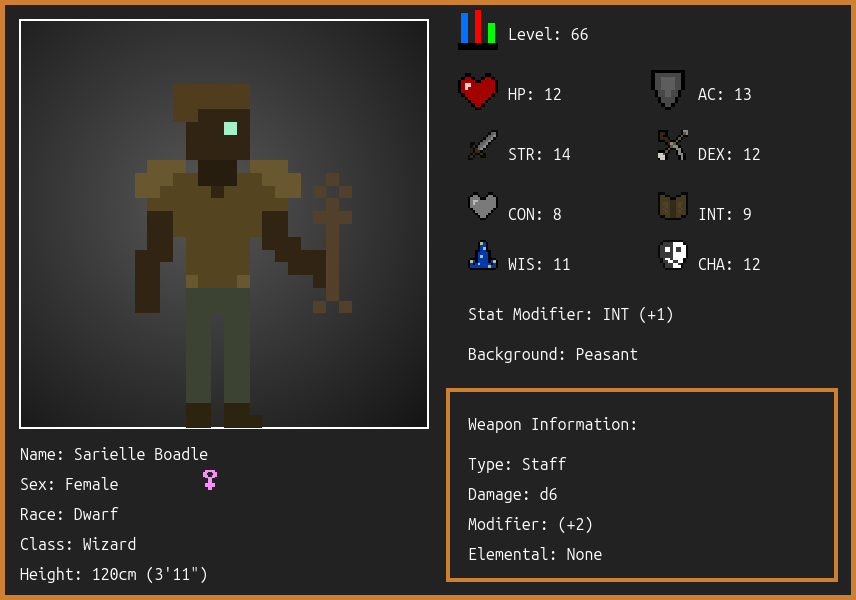 Level: 66
HP: 12
AC: 13
STR: 14
DEX: 12
CON: 8
INT: 9
WIS: 11
CHA: 12
Stat Modifier: INT (+1)
Background: Peasant
Weapon Information:
Type: Staff
Damage: d6
Modifier: (+2)
Elemental: None
Name: Sarielle Boadle
Sex: Female
Race: Dwarf
Class: Wizard
Height: 120cm (3'11")